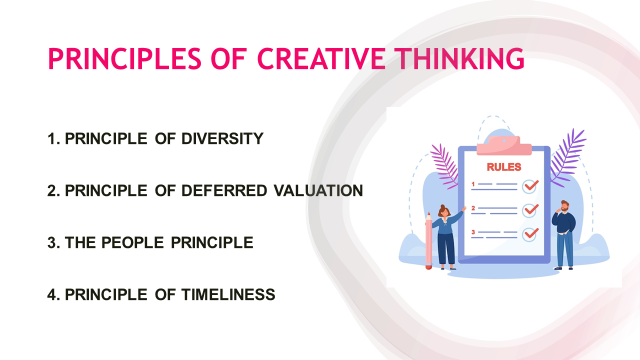 PRINCIPLES OF CREATIVE THINKING
1. PRINCIPLE OF DIVERSITY
2. PRINCIPLE OF DEFERRED VALUATION
3. THE PEOPLE PRINCIPLE
4. PRINCIPLE OF TIMELINESS
RULES
1
2
3